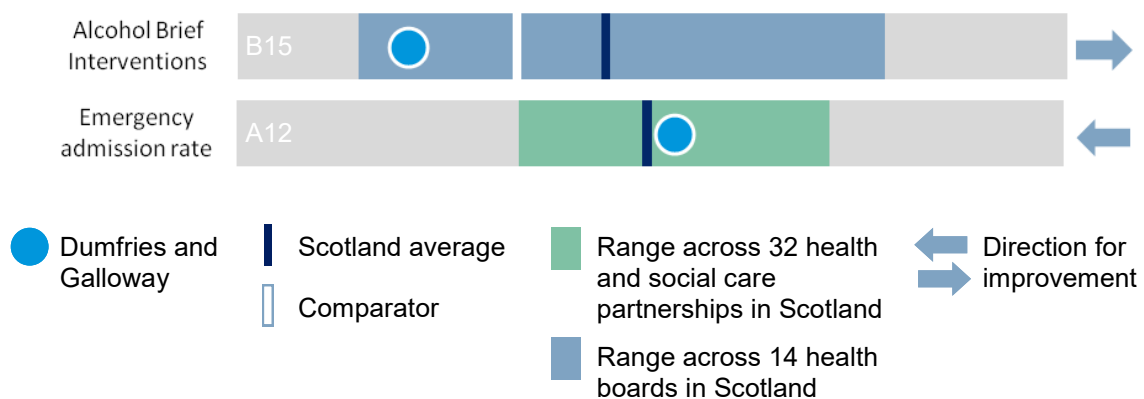 Alcohol Brief
Interventions
B15
Emergency
admission rate
A12
Dumfries and
Galloway
Scotland average
Comparator
Range across 32 health
and social care
partnerships in Scotland
Range across 14 health
boards in Scotland
Direction for
improvement